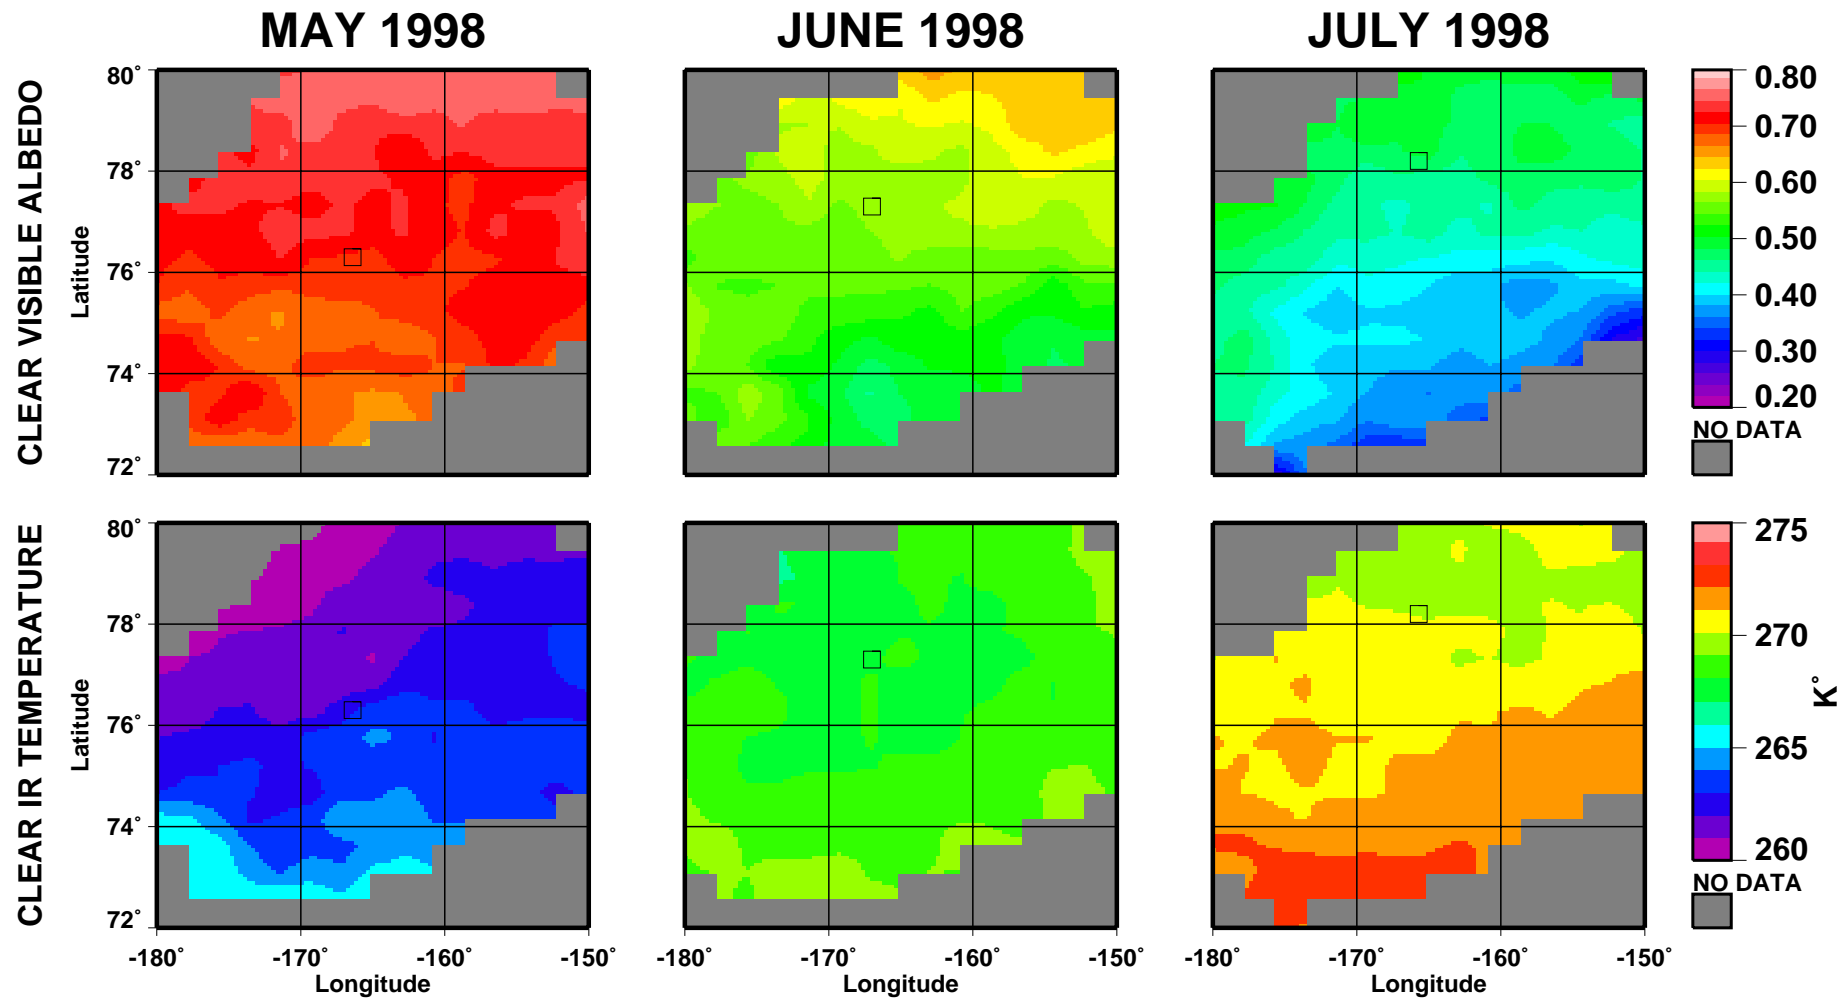 MAY 1998
JUNE 1998
JULY 1998
CLEAR VISIBLE ALBEDO
Latitude
80°
78°
76°
74°
72°
0.80
0.70
0.60
0.50
0.40
0.30
0.20
NO DATA
CLEAR IR TEMPERATURE
Latitude
80°
78°
76°
74°
72°
275
270
265
260
K°
NO DATA
-180° -170° -160° -150°
Longitude
-180° -170° -160° -150°
Longitude
-180° -170° -160° -150°
Longitude